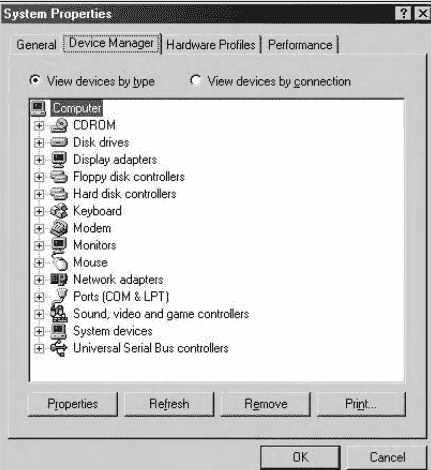 System Properties
General Device Manager Hardware Profiles Performance
View devices by type View devices by connection
Computer
CDROM
Disk drives
Display adapters
Floppy disk controllers
Hard disk controllers
Keyboard
Modem
Monitors
Mouse
Network adapters
Ports (COM & LPT)
Sound, video and game controllers
System devices
Universal Serial Bus controllers
Properties Refresh Remove Print...
OK Cancel